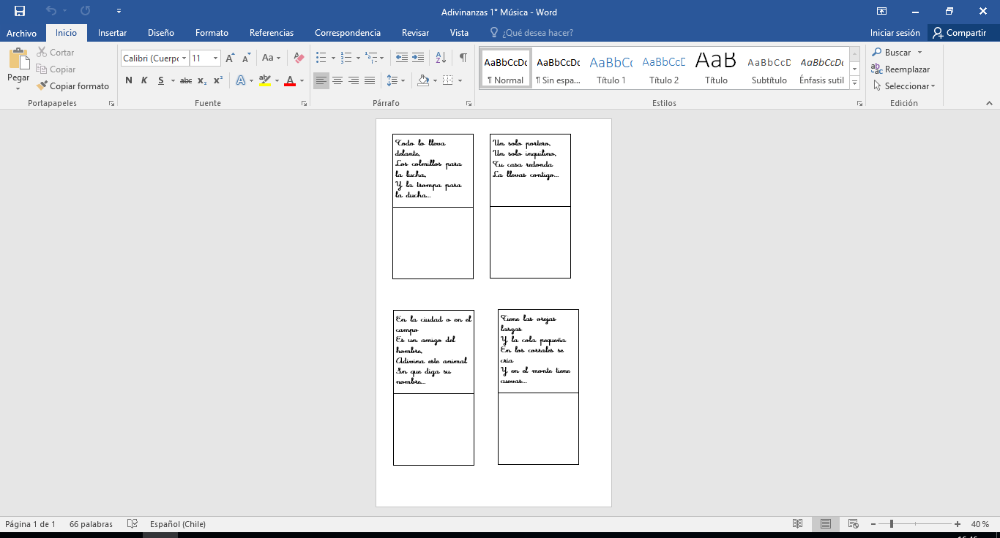 Adivinanzas 1° Música - Word
Archivo Inicio Insertar Diseño Formato Referencias Correspondencia Revisar Vista ¿Qué desea hacer? Iniciar sesión Compartir
Pegar
Cortar
Copiar
Copiar formato
Portapapeles
Calibri (Cuerpo 11
Aa
N K S abc x₂ x² A aby A
Fuente
Párrafo
AaBbCcDc AaBbCcDc AaBbCc AaBbCcD AaB AaBbCcD AaBbCcDc
¶ Normal ¶ Sin espa... Título 1 Título 2 Título Subtítulo Énfasis sutil
Estilos
Buscar
Reemplazar
Seleccionar
Edición
Todo lo lleva
delante,
Los colmillos para
la lucha,
Y la trompa para
la ducha...
Un solo portero,
Un solo inquilino,
Tu casa redonda
La llevas contigo...
En la ciudad o en el
campo
Es un amigo del
hombre,
Adivina este animal
Sin que diga su
nombre...
Tiene las orejas
largas
Y la cola pequeña
En los corrales se
cría
Y en el monte tiene
cuevas...
Página 1 de 1 66 palabras Español (Chile) 40 %